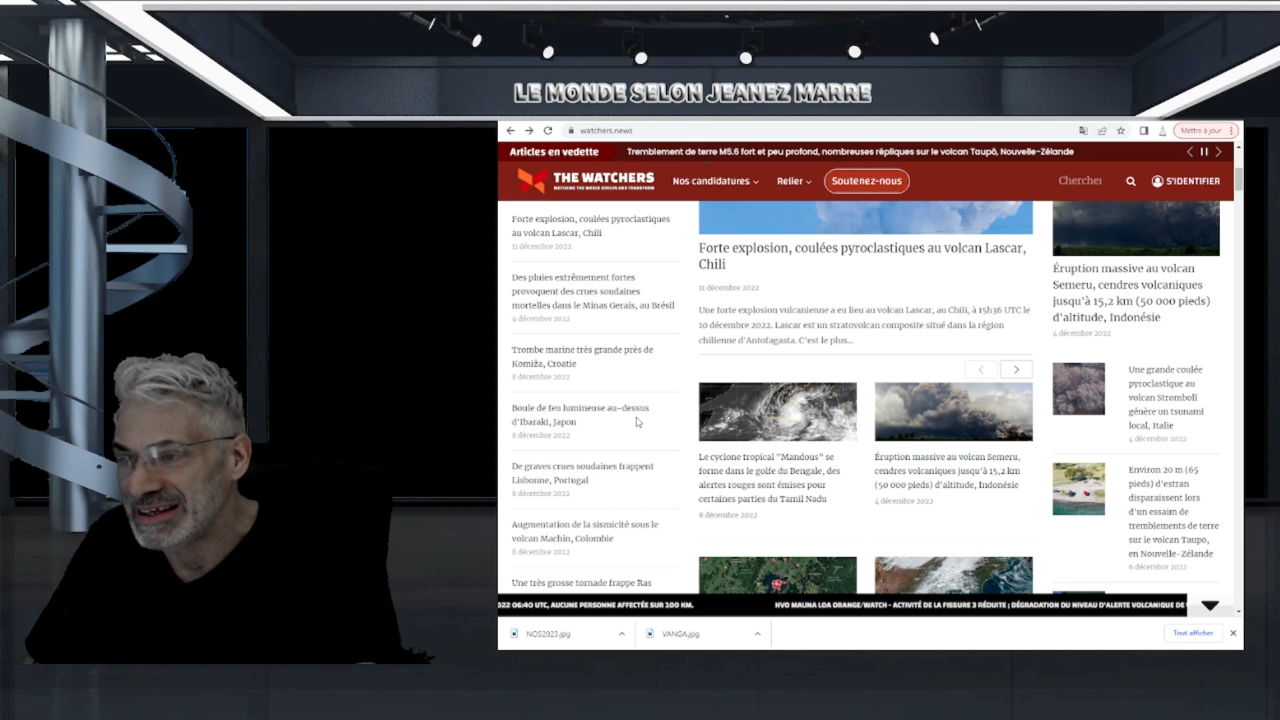 LE MONDE SELON JEANEZ MARRE
watchers.news
Mettre à jour
Articles en vedette
Tremblement de terre M5.6 fort et peu profond, nombreuses répliques sur le volcan Taupō, Nouvelle-Zélande
THE WATCHERS
WATCHING THE WORLD EVOLVE AND TRANSFORM
Nos candidatures
Relier
Soutenez-nous
Cherchei
S'IDENTIFIER
Forte explosion, coulées pyroclastiques
au volcan Lascar, Chili
11 décembre 2022
Des pluies extrêmement fortes
provoquent des crues soudaines
mortelles dans le Minas Gerais, au Brésil
9 décembre 2022
Trombe marine très grande près de
Komiža, Croatie
8 décembre 2022
Boule de feu lumineuse au-dessus
d'Ibaraki, Japon
8 décembre 2022
De graves crues soudaines frappent
Lisbonne, Portugal
8 décembre 2022
Augmentation de la sismicité sous le
volcan Machin, Colombie
8 décembre 2022
Une très grosse tornade frappe Ras
Forte explosion, coulées pyroclastiques au volcan Lascar,
Chili
11 décembre 2022
Une forte explosion vulcanienne a eu lieu au volcan Lascar, au Chili, à 15h36 UTC le
10 décembre 2022. Lascar est un stratovolcan composite situé dans la région
chilienne d'Antofagasta. C'est le plus...
Le cyclone tropical "Mandous" se
forme dans le golfe du Bengale, des
alertes rouges sont émises pour
certaines parties du Tamil Nadu
8 décembre 2022
Éruption massive au volcan Semeru,
cendres volcaniques jusqu'à 15,2 km
(50 000 pieds) d'altitude, Indonésie
4 décembre 2022
Éruption massive au volcan
Semeru, cendres volcaniques
jusqu'à 15,2 km (50 000 pieds)
d'altitude, Indonésie
4 décembre 2022
Une grande coulée
pyroclastique au
volcan Stromboli
génère un tsunami
local, Italie
4 décembre 2022
Environ 20 m (65
pieds) d'estran
disparaissent lors
d'un essaim de
tremblements de terre
sur le volcan Taupo,
en Nouvelle-Zélande
6 décembre 2022
022 06:40 UTC, AUCUNE PERSONNE AFFECTÉE SUR 100 KM.
HVO MAUNA LOA ORANGE/WATCH - ACTIVITÉ DE LA FISSURE 3 RÉDUITE ; DÉGRADATION DU NIVEAU D'ALERTE VOLCANIQUE DE
NOS2023.jpg
VANGA.jpg
Tout afficher